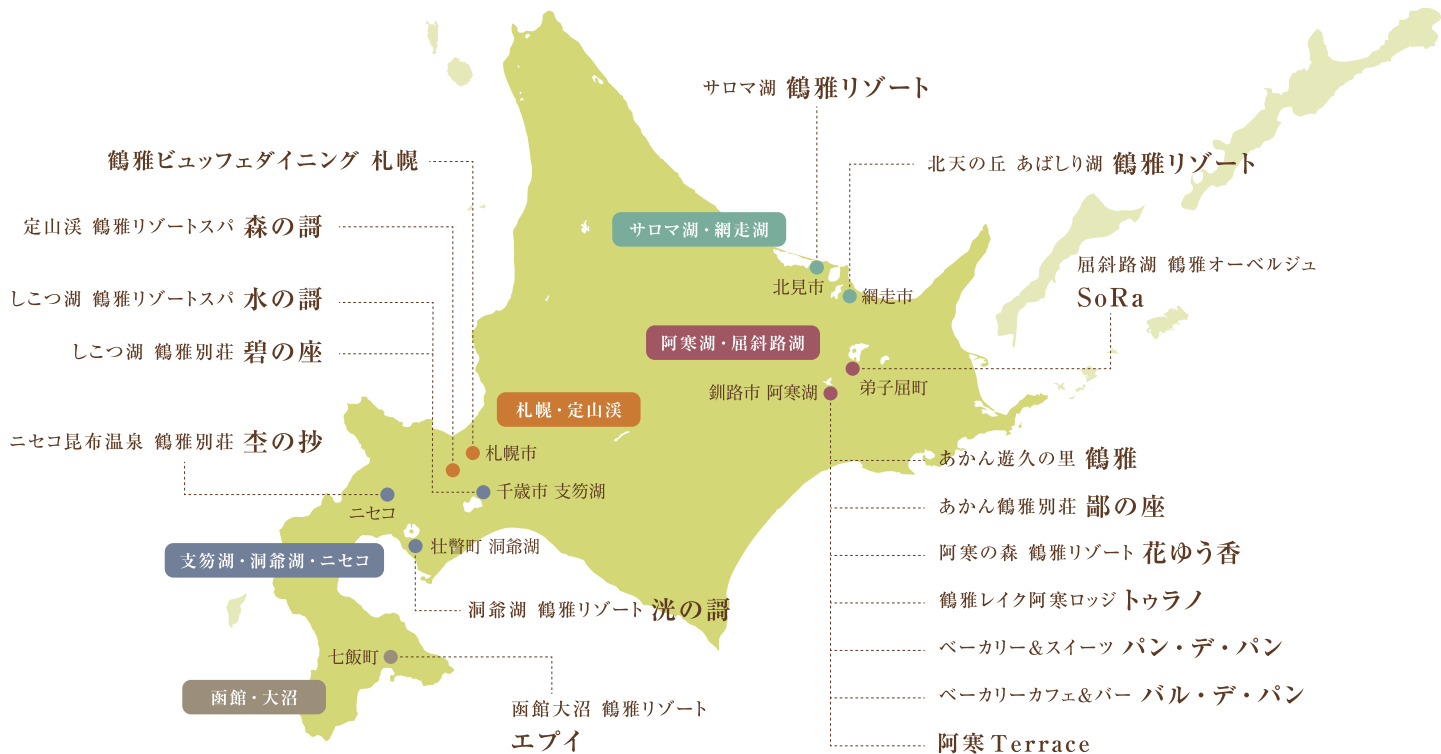 サロマ湖 鶴雅リゾート
鶴雅ビュッフェダイニング 札幌
北天の丘 あばしり湖 鶴雅リゾート
定山渓 鶴雅リゾートスパ 森の謌
サロマ湖・網走湖
屈斜路湖 鶴雅オーベルジュ
SoRa
北見市
網走市
しこつ湖 鶴雅リゾートスパ 水の謌
阿寒湖・屈斜路湖
しこつ湖 鶴雅別荘 碧の座
弟子屈町
釧路市 阿寒湖
札幌・定山渓
ニセコ昆布温泉 鶴雅別荘 杢の抄
札幌市
あかん遊久の里 鶴雅
千歳市 支笏湖
ニセコ
あかん鶴雅別荘 鄙の座
壮瞥町 洞爺湖
支笏湖・洞爺湖・ニセコ
阿寒の森 鶴雅リゾート 花ゆう香
洞爺湖 鶴雅リゾート 洸の謌
鶴雅レイク阿寒ロッジ トゥラノ
ベーカリー&スイーツ パン・デ・パン
七飯町
函館・大沼
ベーカリーカフェ&バー バル・デ・パン
函館大沼 鶴雅リゾート
エプイ
阿寒 Terrace